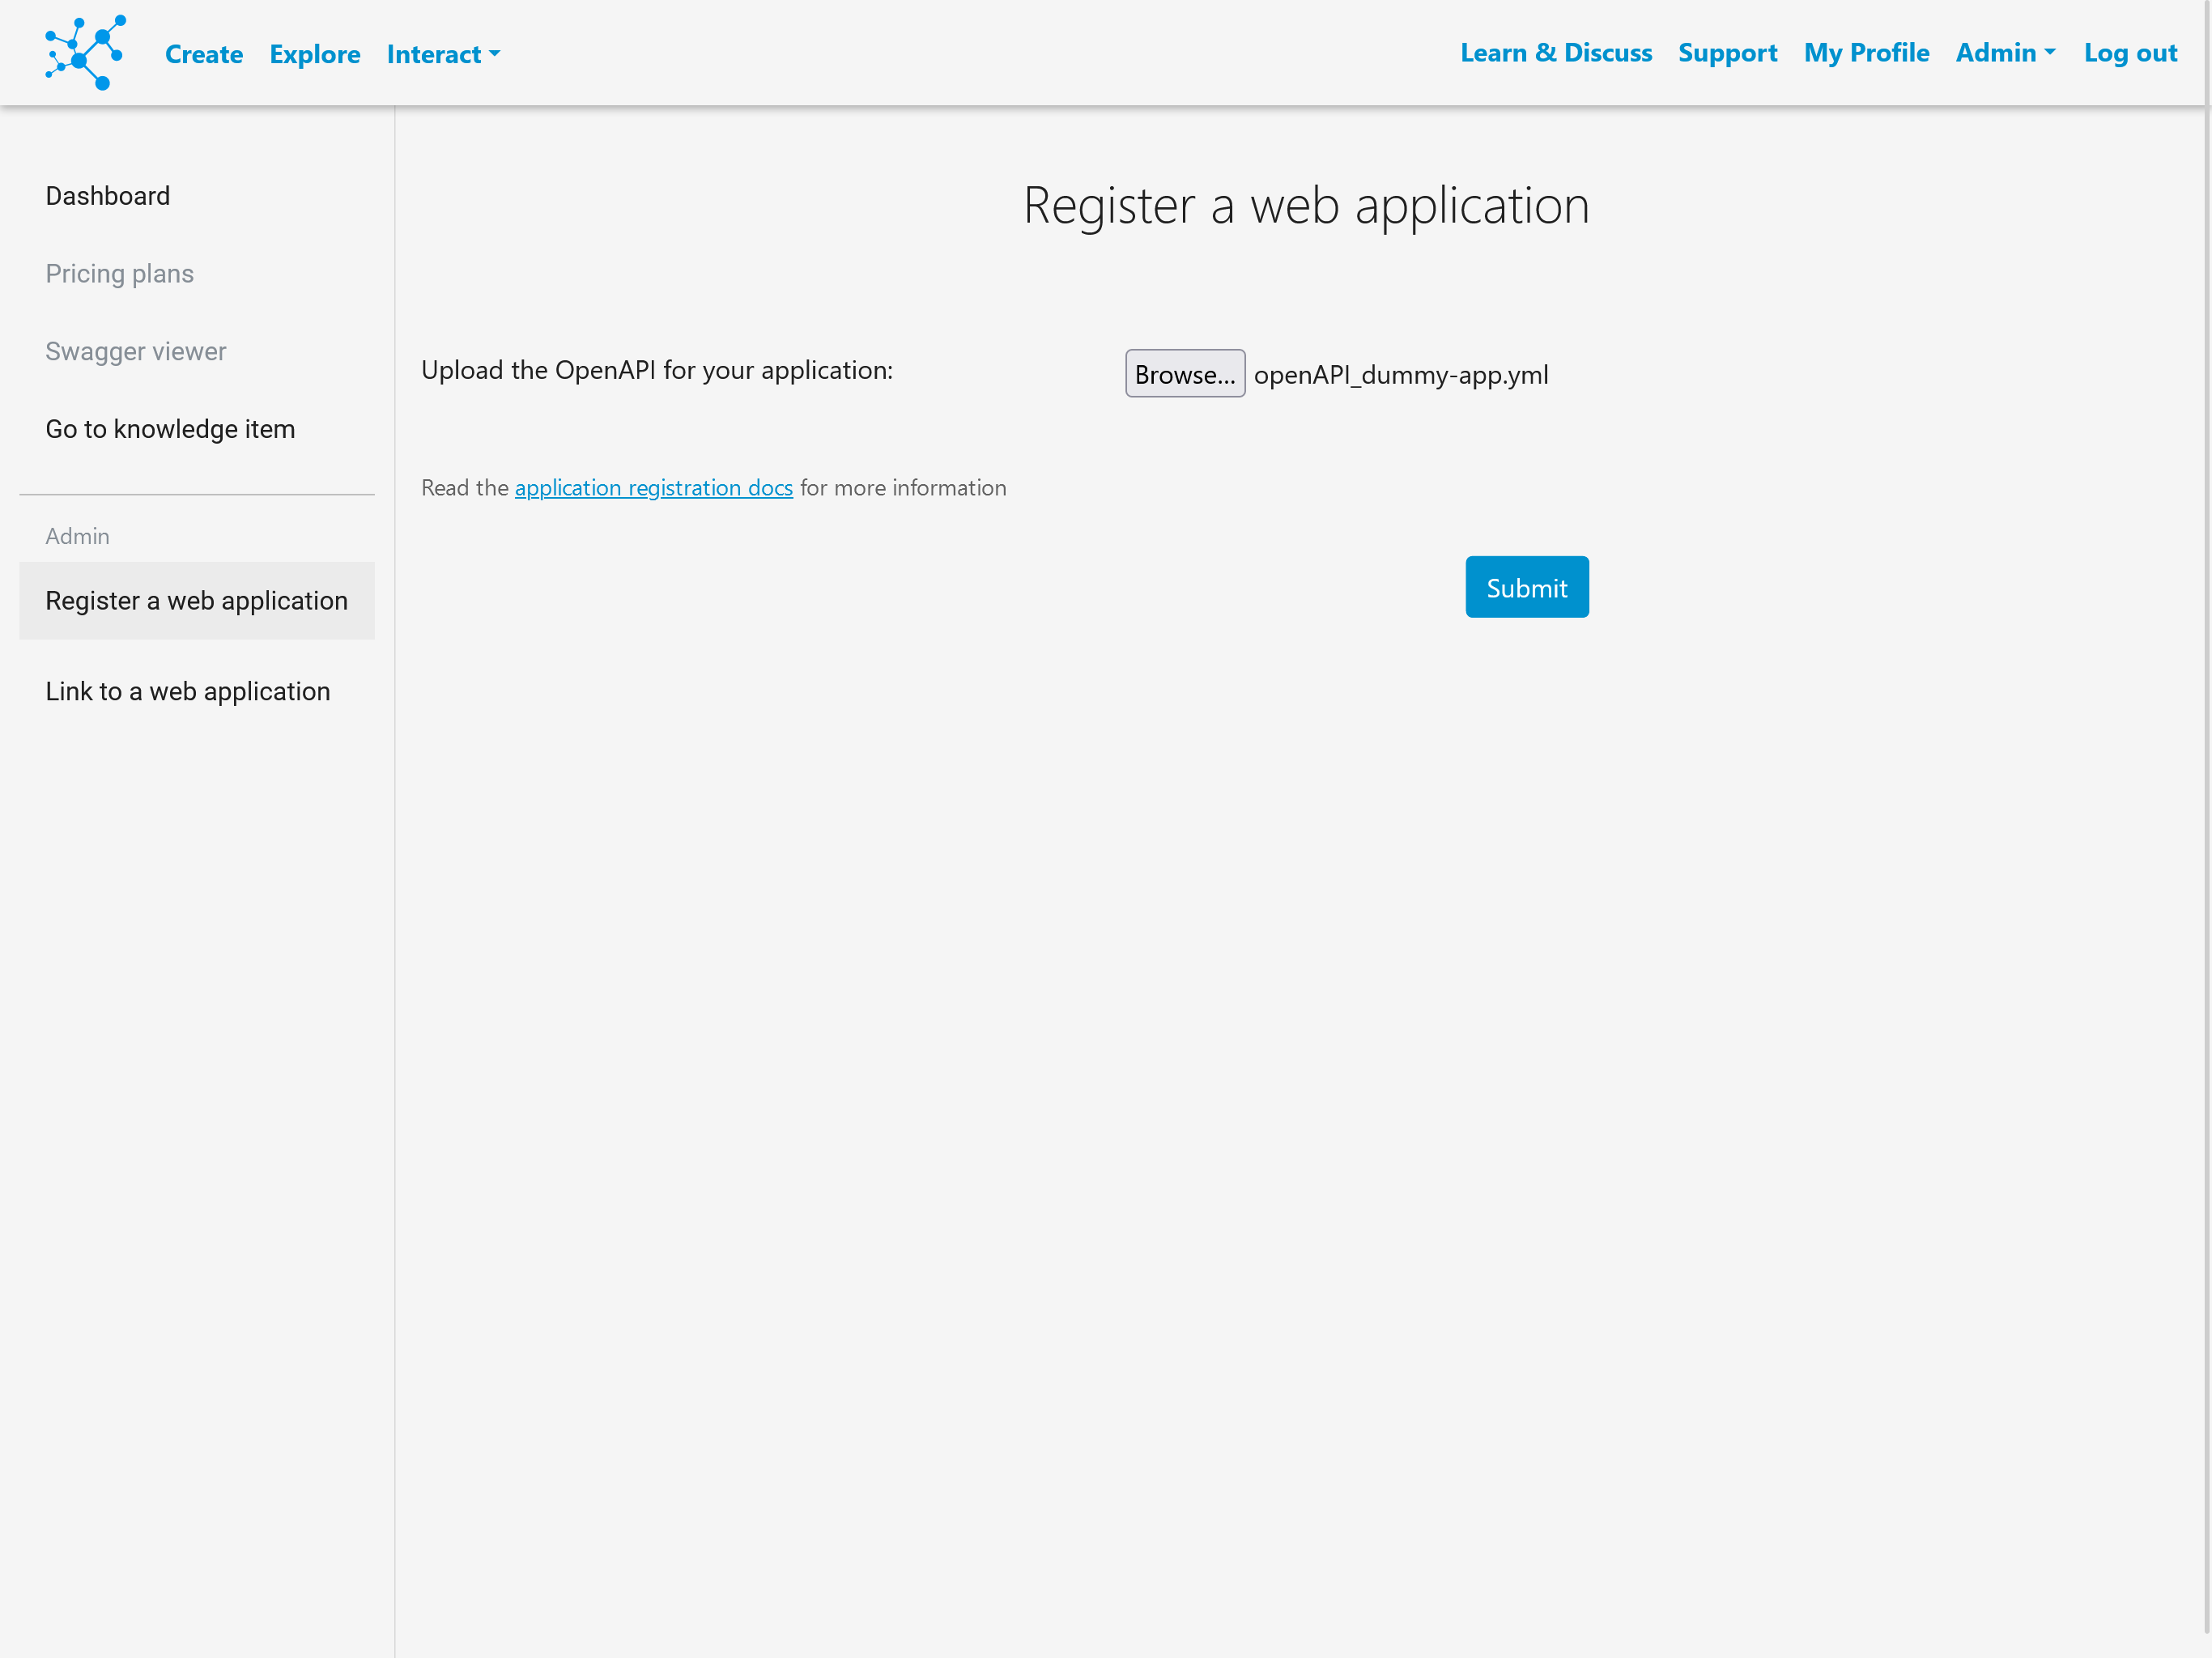 Create Explore Interact
Learn & Discuss Support My Profile Admin Log out
Dashboard
Pricing plans
Swagger viewer
Go to knowledge item
Admin
Register a web application
Link to a web application
Register a web application
Upload the OpenAPI for your application:
Browse... openAPI_dummy-app.yml
Read the application registration docs for more information
Submit